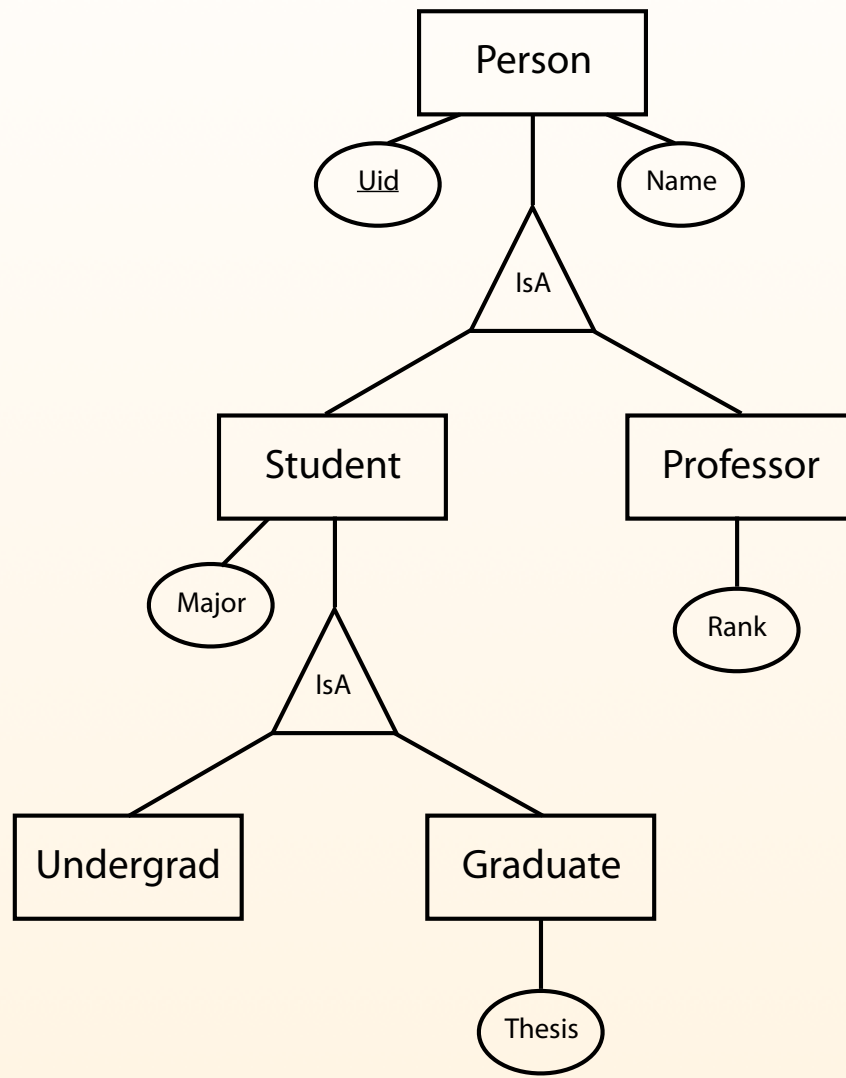 Person
Uid
Name
IsA
Student
Professor
Major
Rank
IsA
Undergrad
Graduate
Thesis